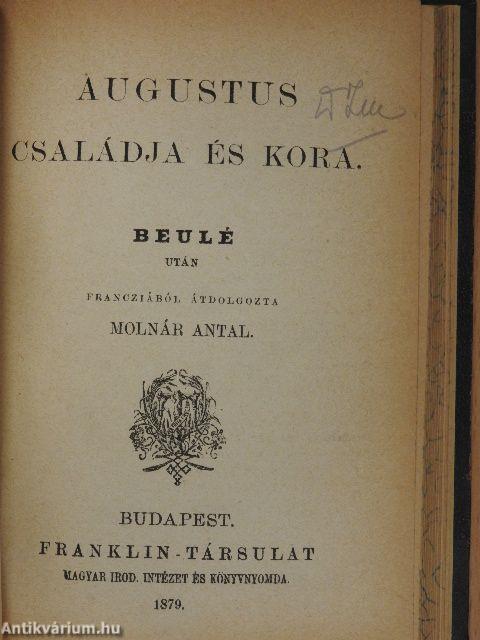 AUGUSTUS
CSALÁDJA ÉS KORA.
BEULÉ
UTÁN
FRANCZIÁBÓL ÁTDOLGOZTA
MOLNÁR ANTAL.
BUDAPEST.
FRANKLIN-TÁRSULAT
MAGYAR IROD. INTÉZET ÉS KÖNYVNYOMDA.
1879.
Antikvárium.hu